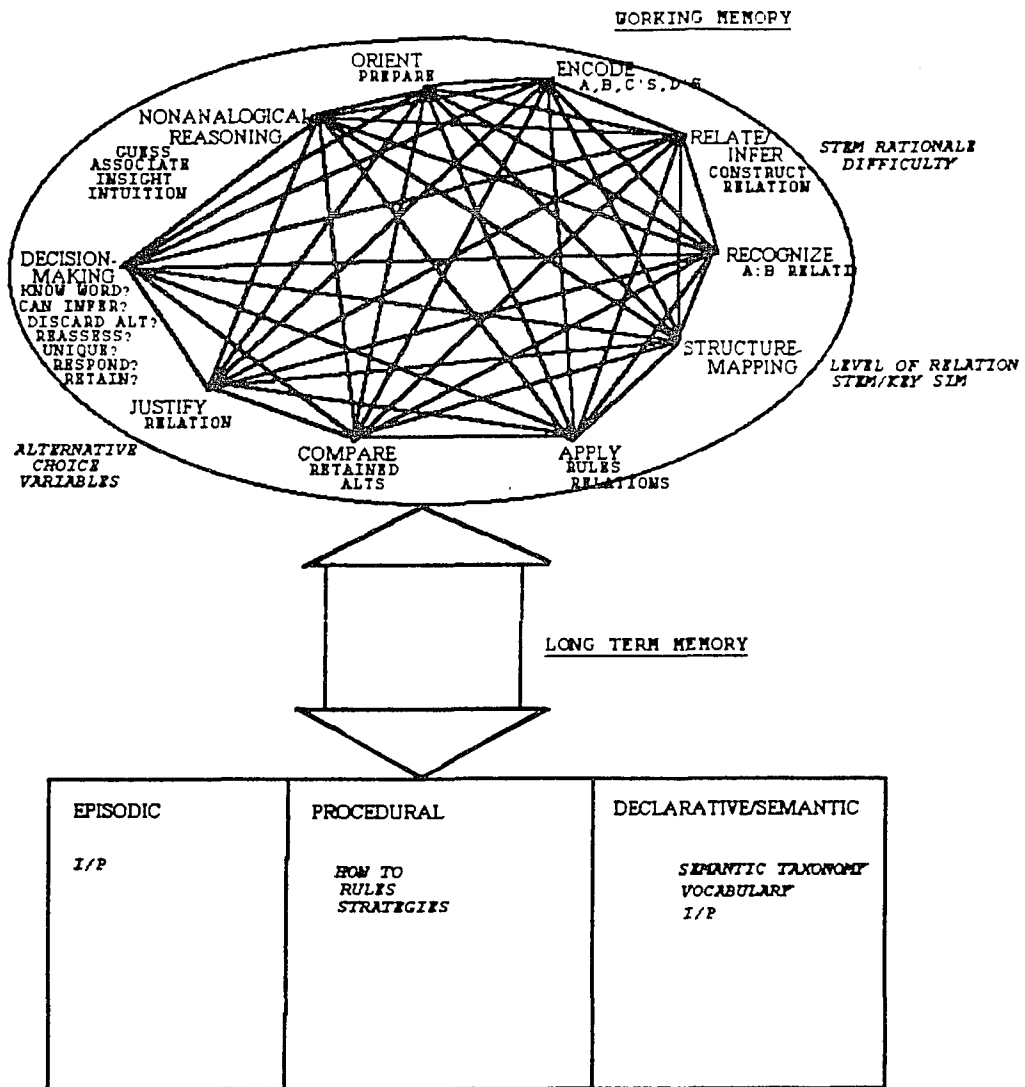 WORKING MEMORY
ORIENT
PREPARE
ENCODE
A,B,C'S,D'S
NONANALOGICAL
REASONING
GUESS
ASSOCIATE
INSIGHT
INTUITION
RELATE/
INFER
CONSTRUCT
RELATION
STEM RATIONALE
DIFFICULTY
DECISION-
MAKING
KNOW WORD?
CAN INFER?
DISCARD ALT?
REASSESS?
UNIQUE?
RESPOND?
RETAIN?
RECOGNIZE
A:B RELATI
STRUCTURE-
MAPPING
LEVEL OF RELATION
STEM/KEY SIM
JUSTIFY
RELATION
ALTERNATIVE
CHOICE
VARIABLES
COMPARE
RETAINED
ALTS
APPLY
RULES
RELATIONS
LONG TERM MEMORY
EPISODIC
I/P
PROCEDURAL
HOW TO
RULES
STRATEGIES
DECLARATIVE/SEMANTIC
SEMANTIC TAXONOMY
VOCABULARY
I/P